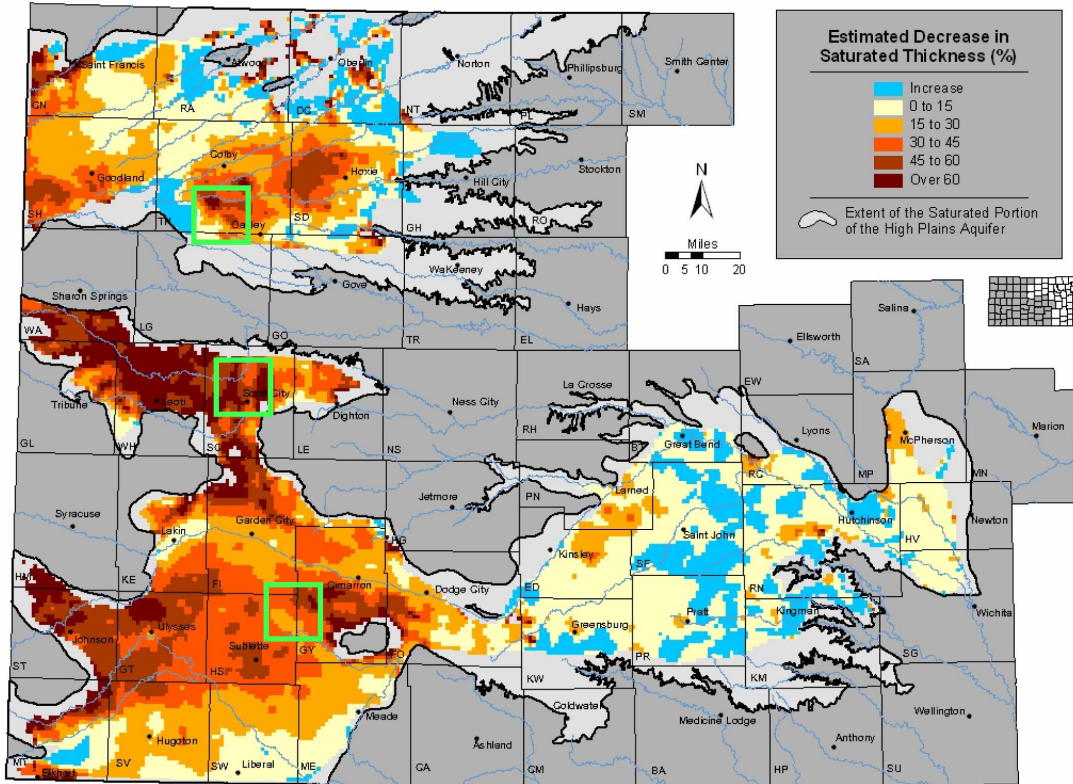 Estimated Decrease in
Saturated Thickness (%)
Increase
0 to 15
15 to 30
30 to 45
45 to 60
Over 60
Extent of the Saturated Portion
of the High Plains Aquifer
N
Miles
0 5 10 20
Saint Francis
Atwood
Oberlin
Norton
Phillipsburg
Smith Center
CN
RA
DC
NT
PL
SM
Colby
Goodland
Hoxie
Hill City
Stockton
SH
TH
Oakley
SD
GH
RO
WaKeeney
Gove
Hays
Sharon Springs
WA
LG
GO
TR
EL
Salina
Ellsworth
SA
EW
Tribune
Leoti
Scott City
Dighton
Ness City
La Crosse
Lyons
McPherson
Marion
GL
WH
SC
LE
NS
RH
BT
Great Bend
RC
MP
MN
Jetmore
PN
Larned
Syracuse
Lakin
Garden City
HG
Saint John
Hutchinson
HV
Newton
HM
KE
FI
Kinsley
Cimarron
Dodge City
ED
SF
RN
Wichita
Johnson
Ulysses
Greensburg
Pratt
Kingman
ST
GT
Sublette
HS
GY
FO
KW
PR
KM
SG
Coldwater
Medicine Lodge
Wellington
Meade
Hugoton
Ashland
Anthony
MT
Elkhart
SV
SW
Liberal
ME
CA
CM
BA
HP
SU